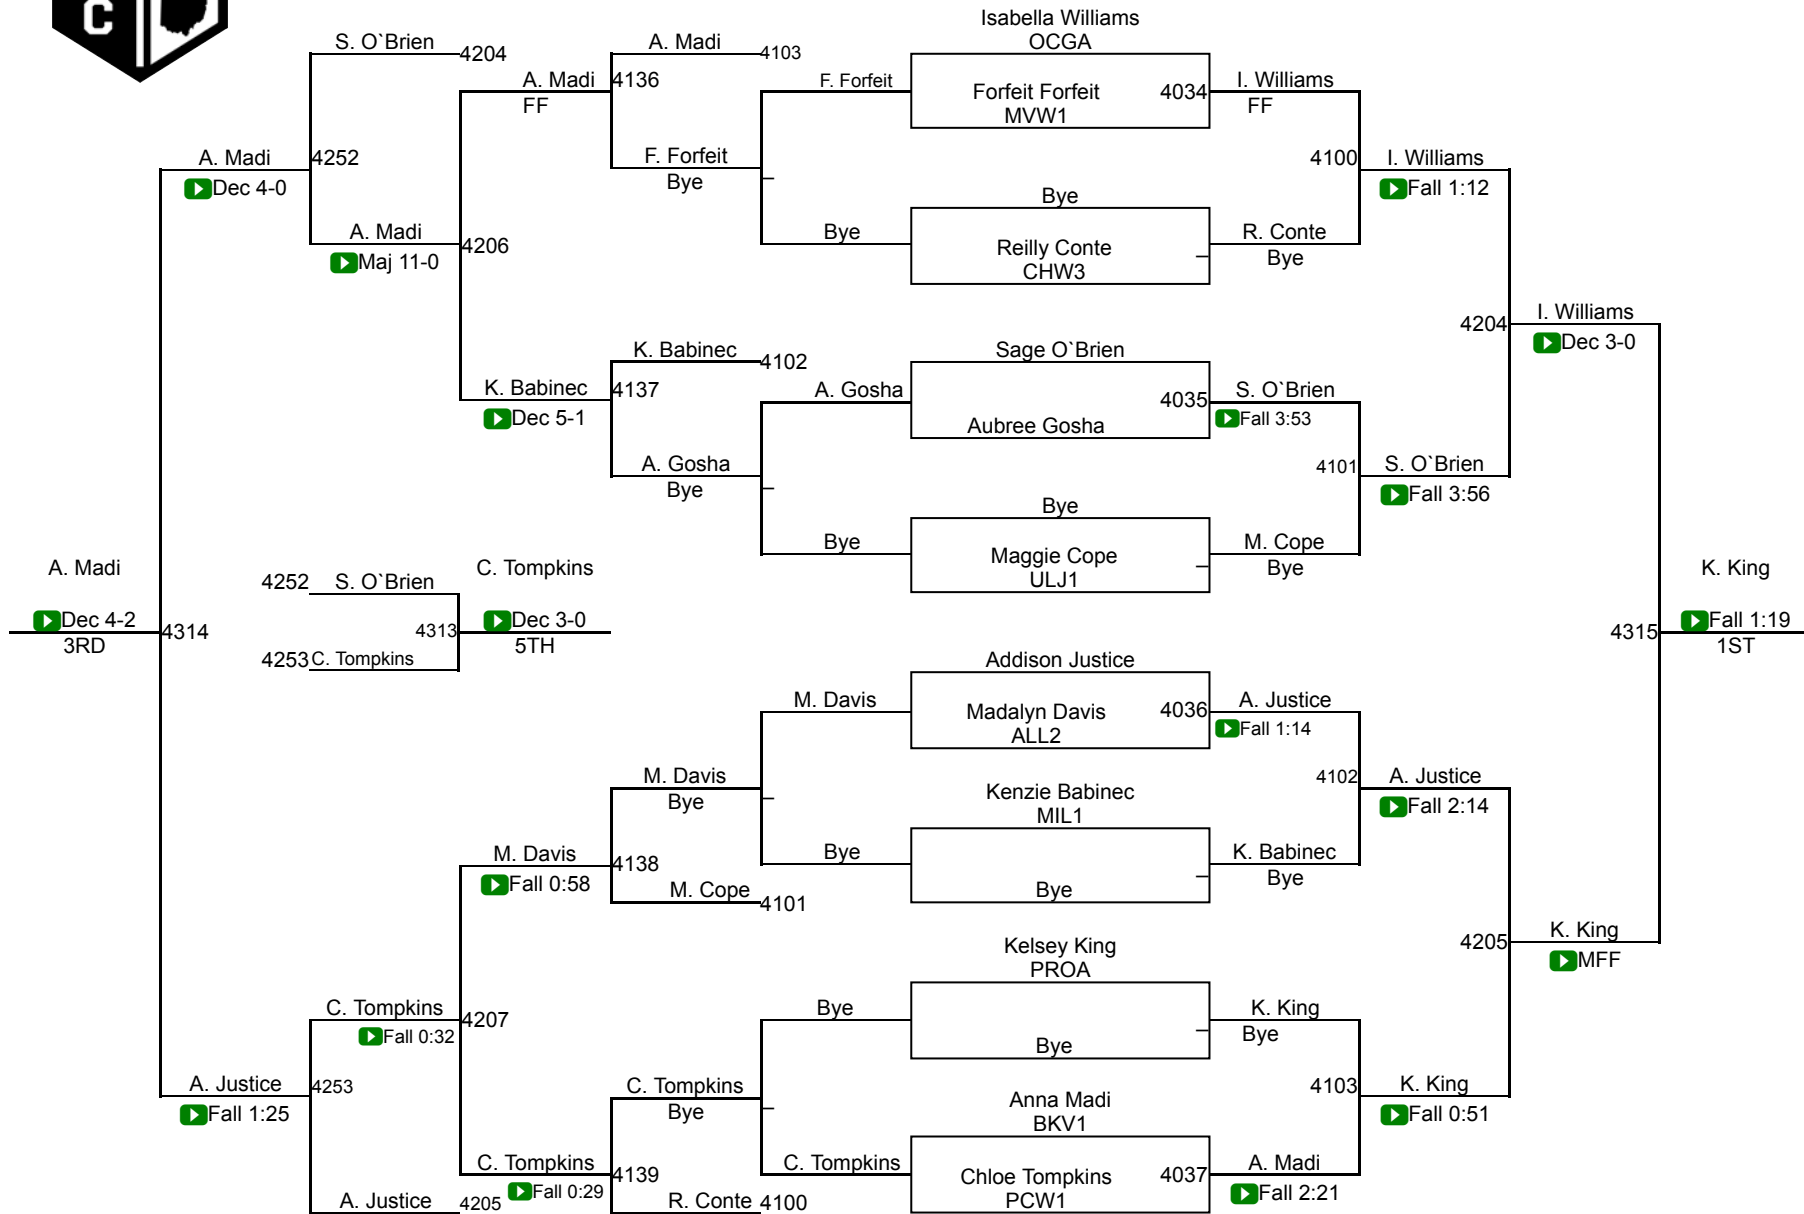 C
Isabella Williams
S. O`Brien
4204
A. Madi
4103
OCGA
A. Madi
4136
F. Forfeit
Forfeit Forfeit
4034
I. Williams
FF
MVW1
FF
A. Madi
4252
F. Forfeit
4100
I. Williams
Dec 4-0
Bye
Fall 1:12
Bye
A. Madi
4206
Bye
Reilly Conte
R. Conte
Maj 11-0
CHW3
Bye
I. Williams
4204
Dec 3-0
K. Babinec
4102
Sage O`Brien
K. Babinec
4137
A. Gosha
4035
S. O`Brien
Dec 5-1
Aubree Gosha
Fall 3:53
A. Gosha
4101
S. O`Brien
Bye
Fall 3:56
Bye
Bye
Maggie Cope
M. Cope
ULJ1
Bye
A. Madi
4252
S. O`Brien
C. Tompkins
K. King
Dec 4-2
4314
4313
Dec 3-0
4315
Fall 1:19
3RD
5TH
1ST
4253
C. Tompkins
Addison Justice
M. Davis
Madalyn Davis
4036
A. Justice
ALL2
Fall 1:14
M. Davis
Kenzie Babinec
4102
A. Justice
Bye
MIL1
Fall 2:14
M. Davis
4138
Bye
K. Babinec
Fall 0:58
M. Cope
4101
Bye
Bye
Kelsey King
4205
K. King
PROA
MFF
C. Tompkins
4207
Bye
K. King
Fall 0:32
Bye
Bye
A. Justice
4253
C. Tompkins
Anna Madi
4103
K. King
Fall 1:25
Bye
BKV1
Fall 0:51
C. Tompkins
4139
C. Tompkins
Chloe Tompkins
4037
A. Madi
Fall 0:29
PCW1
Fall 2:21
A. Justice
4205
R. Conte
4100